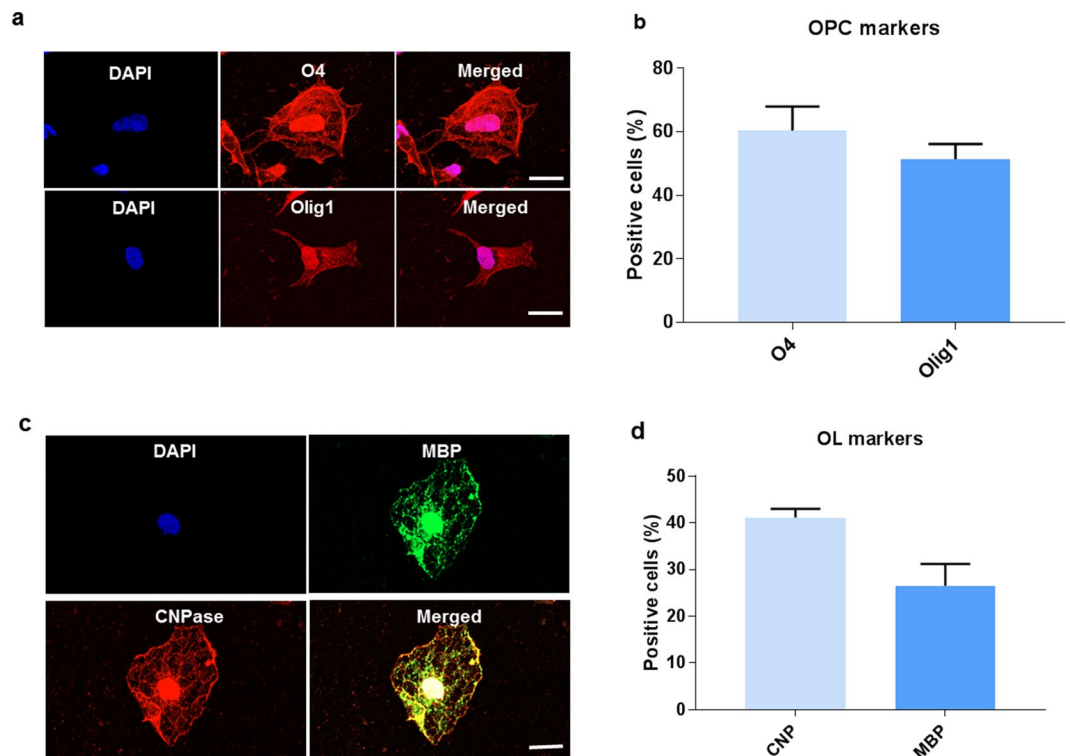 a
DAPI
O4
Merged
DAPI
Olig1
Merged
b
OPC markers
Positive cells (%)
80
60
40
20
0
O4
Olig1
c
DAPI
MBP
CNPase
Merged
d
OL markers
Positive cells (%)
50
40
30
20
10
0
CNP
MBP